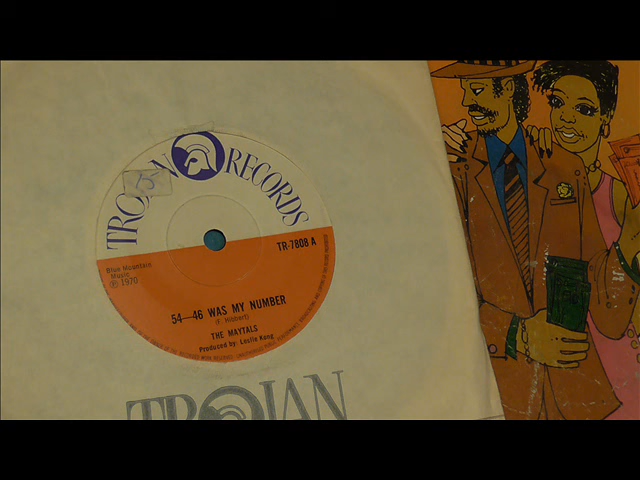 TROJAN RECORDS
TR-7808 A
Blue Mountain
Music
℗ 1970
54—46 WAS MY NUMBER
(F. Hibbert)
THE MAYTALS
Produced by: Leslie Kong
TROJAN